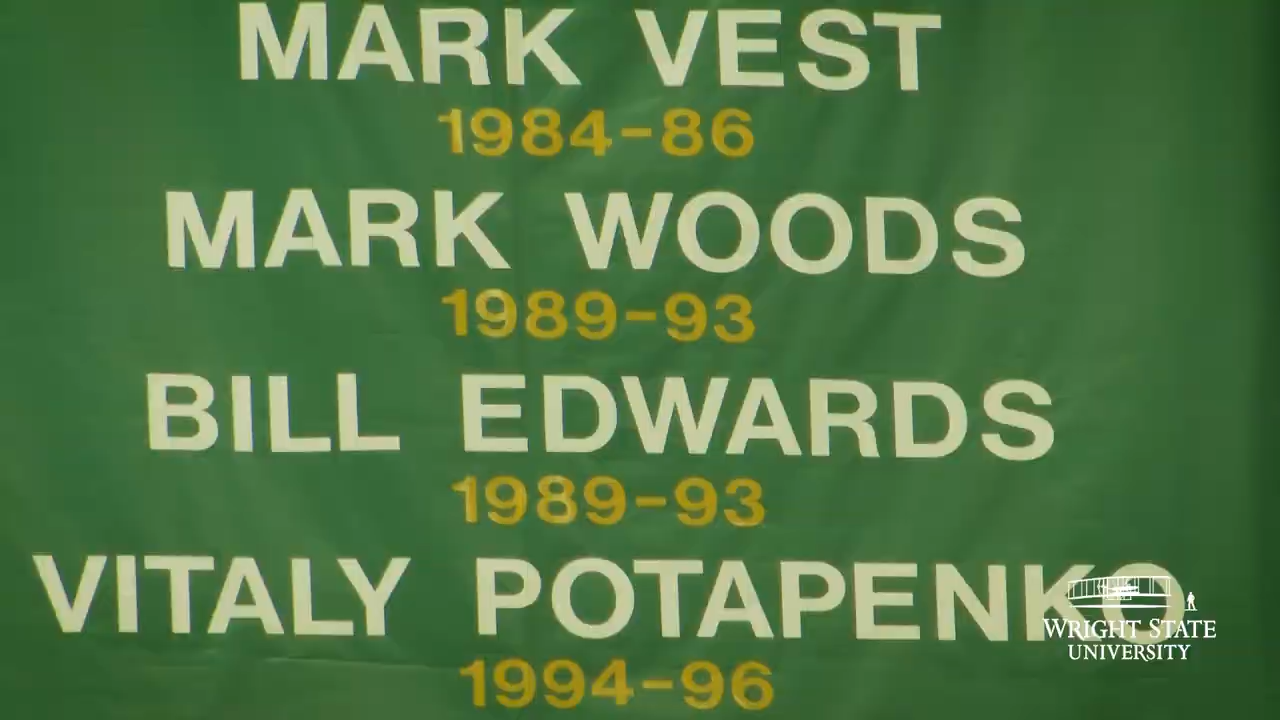 MARK VEST
1984-86
MARK WOODS
1989-93
BILL EDWARDS
1989-93
VITALY POTAPENKO
1994-96
WRIGHT STATE
UNIVERSITY